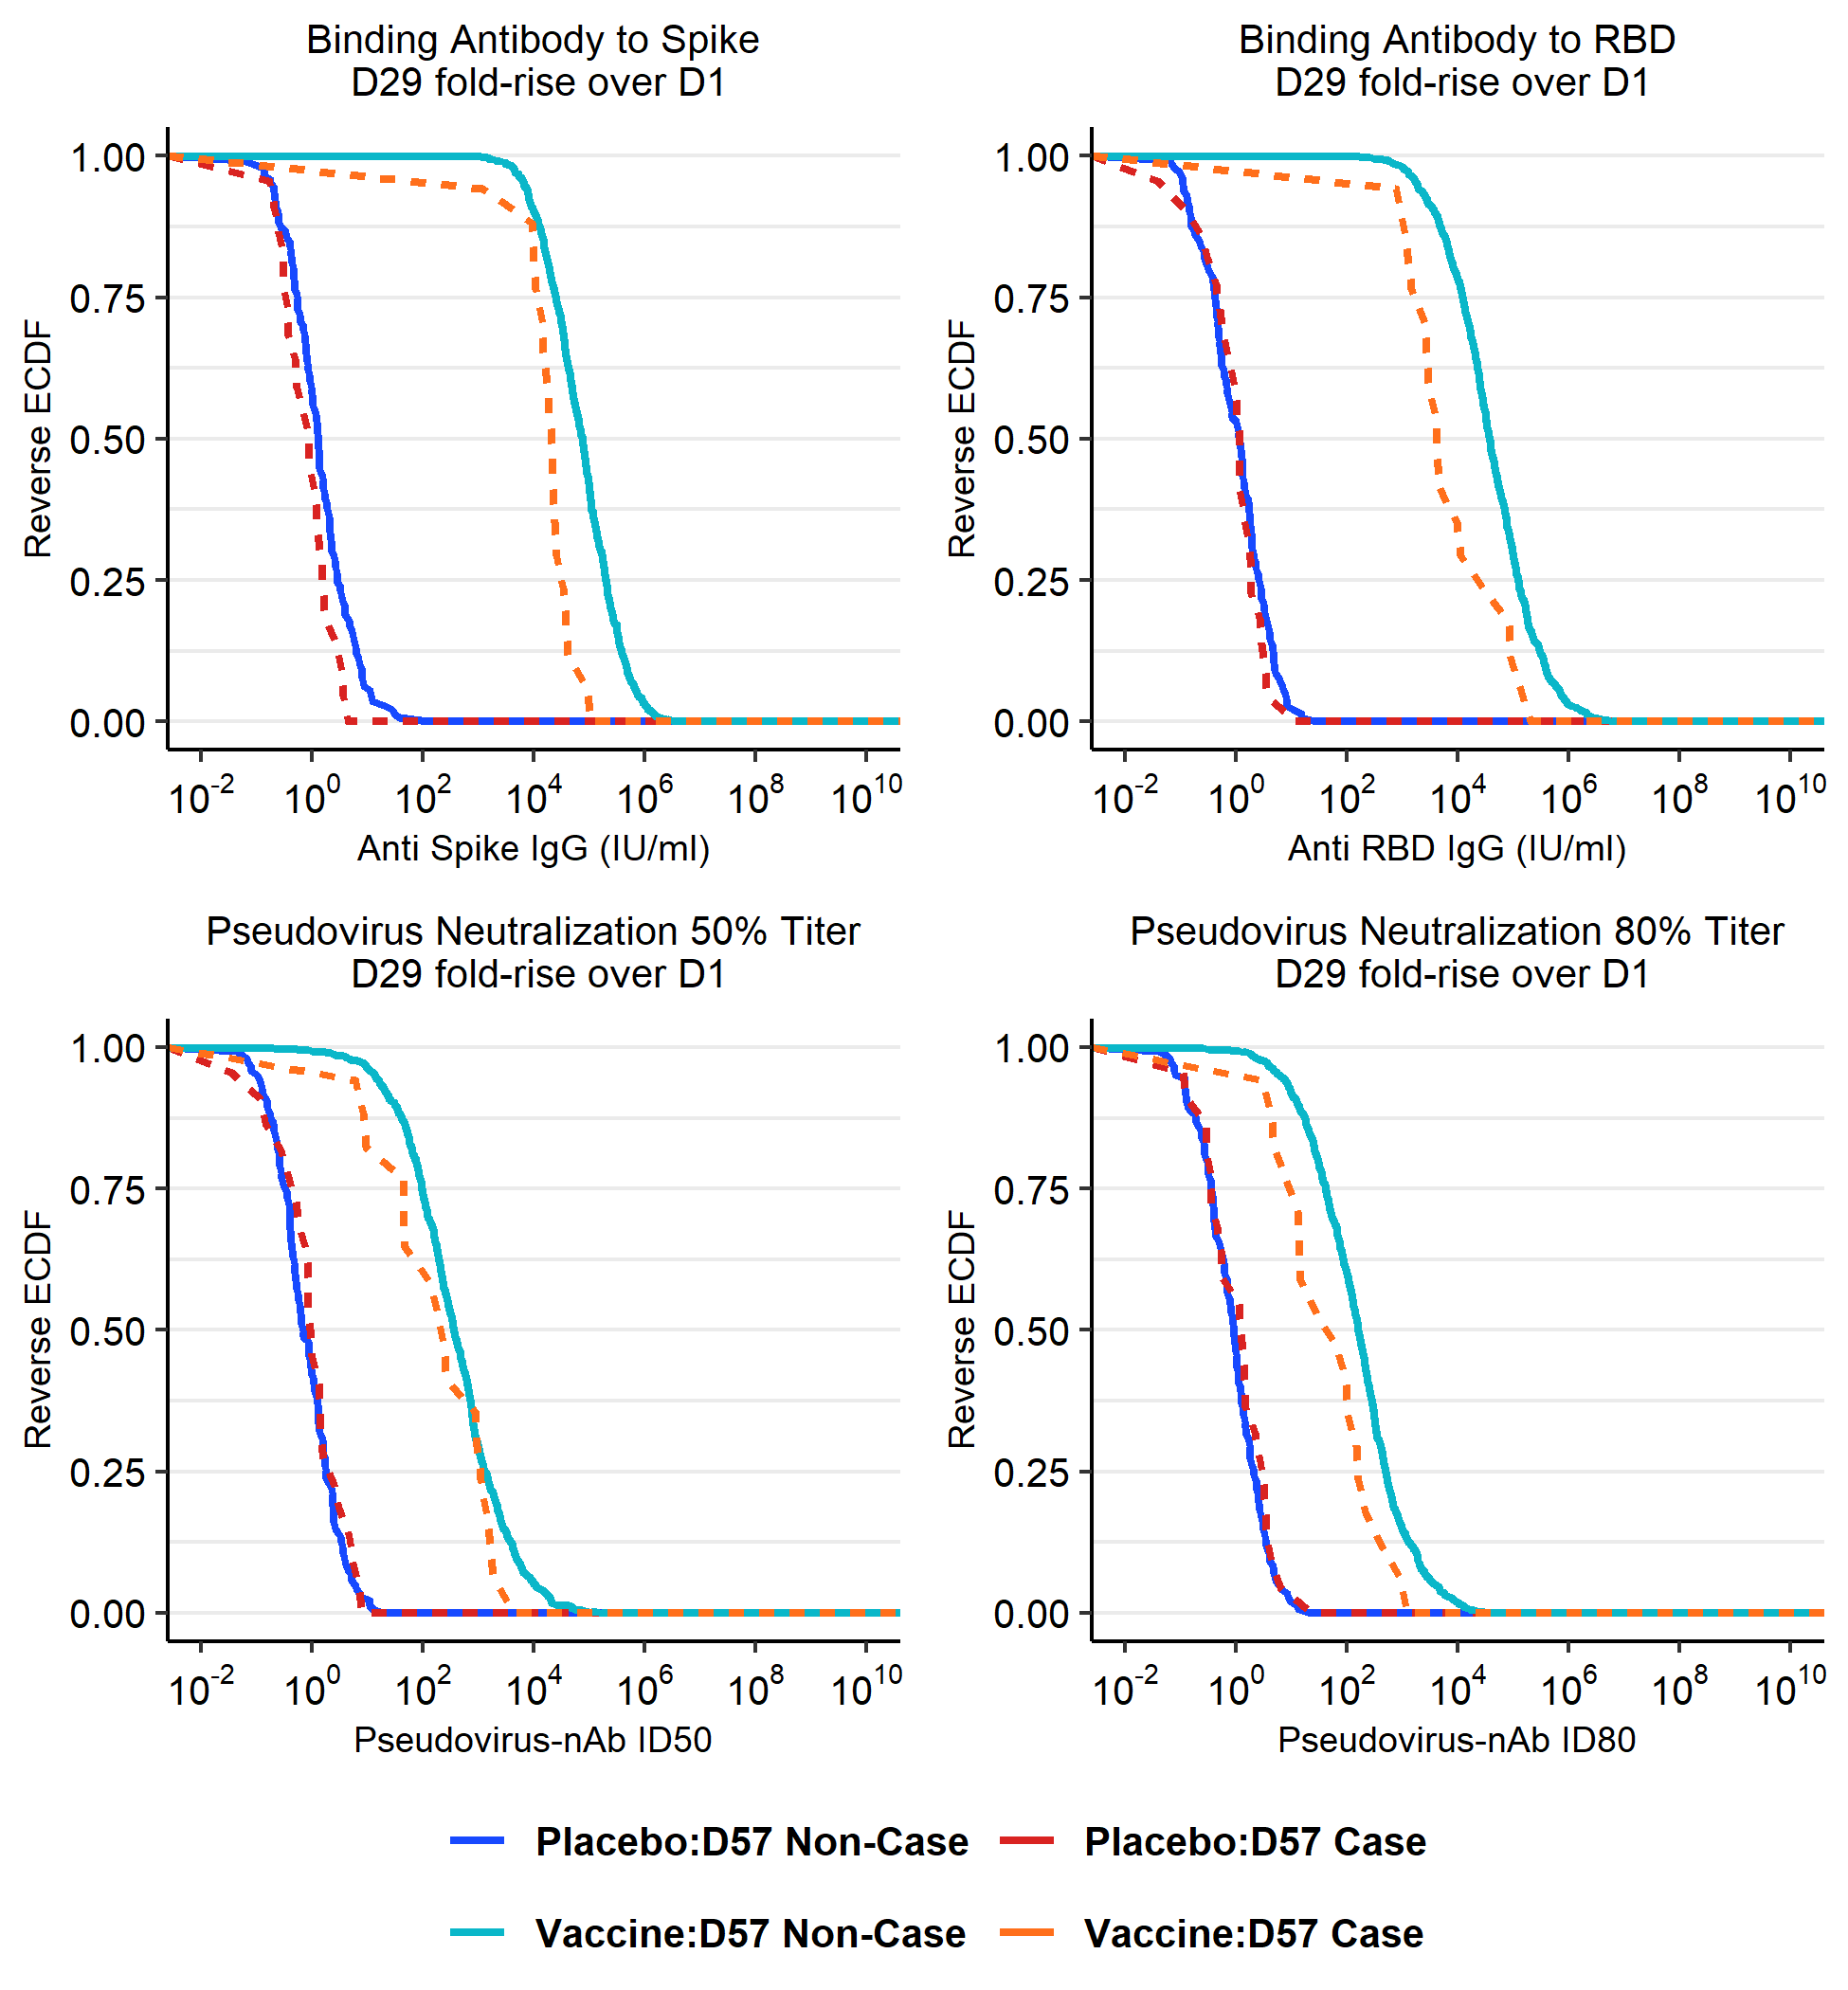 Binding Antibody to Spike
D29 fold-rise over D1
Reverse ECDF
1.00
0.75
0.50
0.25
0.00
10-2 100 102 104 106 108 1010
Anti Spike IgG (IU/ml)
Binding Antibody to RBD
D29 fold-rise over D1
Reverse ECDF
1.00
0.75
0.50
0.25
0.00
10-2 100 102 104 106 108 1010
Anti RBD IgG (IU/ml)
Pseudovirus Neutralization 50% Titer
D29 fold-rise over D1
Reverse ECDF
1.00
0.75
0.50
0.25
0.00
10-2 100 102 104 106 108 1010
Pseudovirus-nAb ID50
Pseudovirus Neutralization 80% Titer
D29 fold-rise over D1
Reverse ECDF
1.00
0.75
0.50
0.25
0.00
10-2 100 102 104 106 108 1010
Pseudovirus-nAb ID80
Placebo:D57 Non-Case Placebo:D57 Case
Vaccine:D57 Non-Case Vaccine:D57 Case